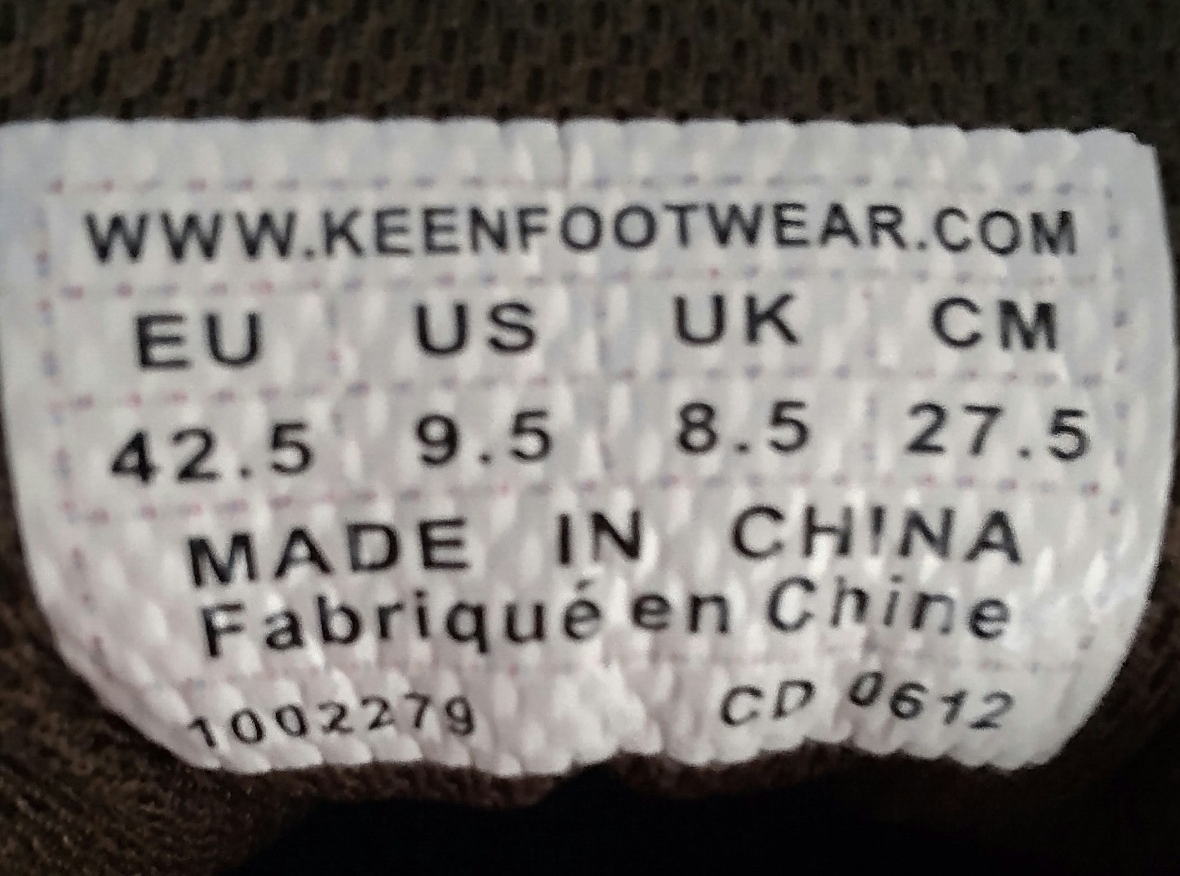 WWW.KEENFOOTWEAR.COM
EU US UK CM
42.5 9.5 8.5 27.5
MADE IN CHINA
Fabriqué en Chine
1002279 CD 0612